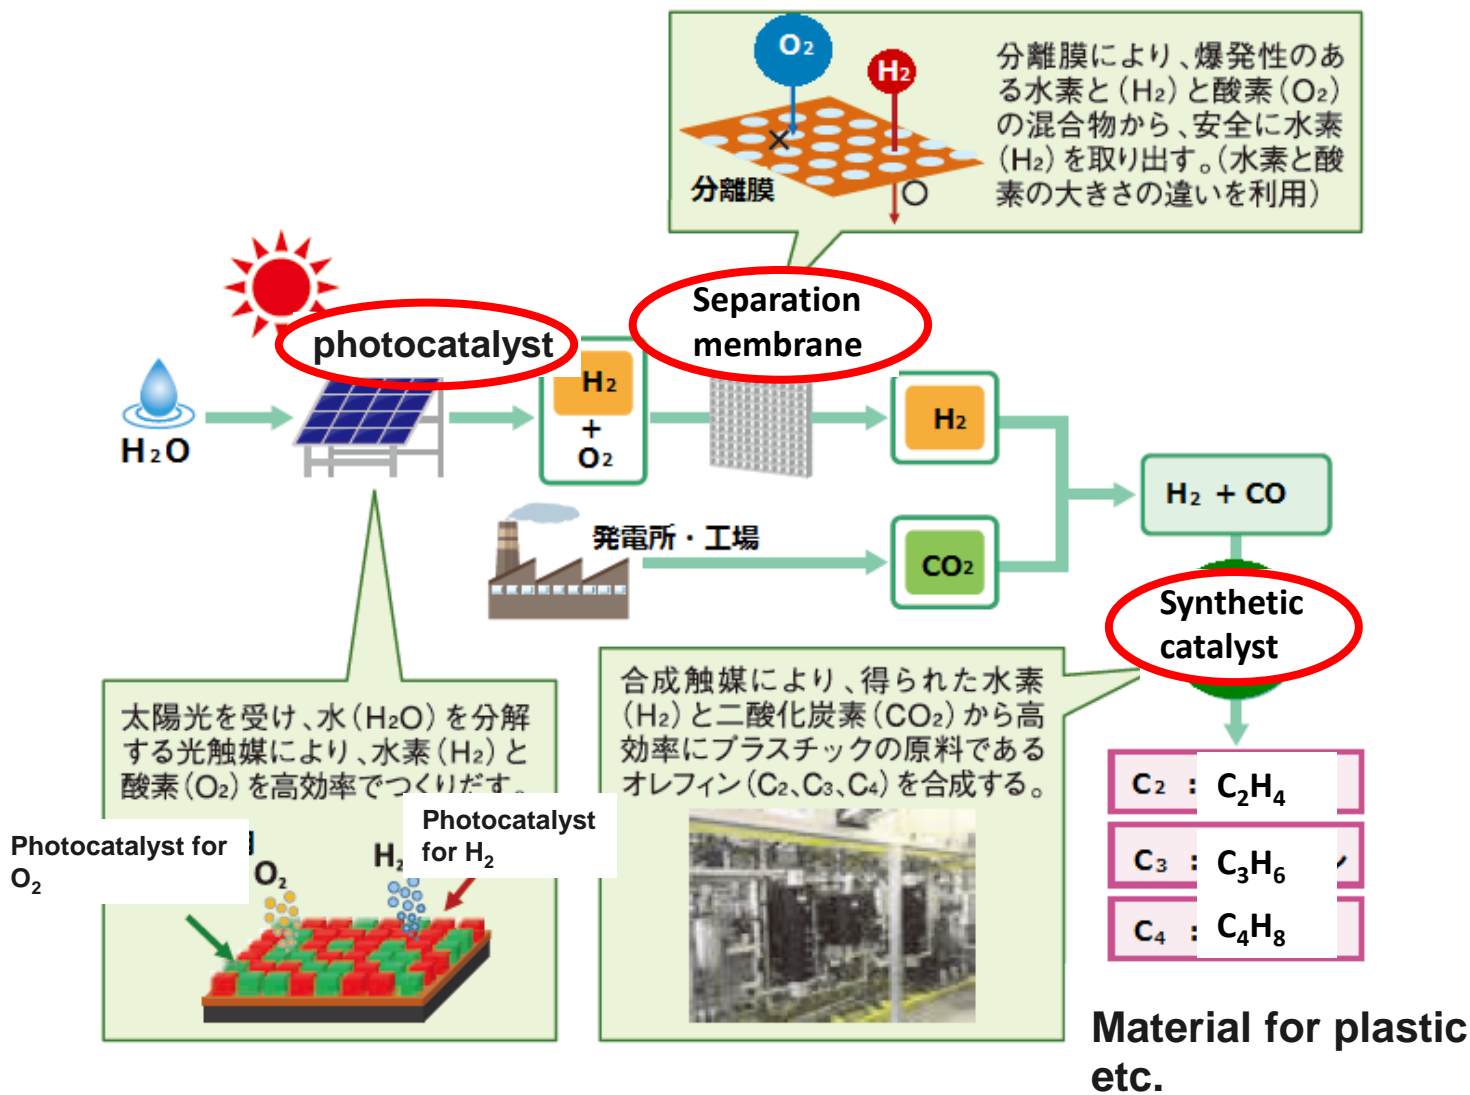 O₂
H₂
分離膜により、爆発性のあ
る水素と(H₂)と酸素(O₂)
の混合物から、安全に水素
(H₂)を取り出す。(水素と酸
素の大きさの違いを利用)
×
分離膜
○
photocatalyst
Separation
membrane
H₂O
H₂
+
O₂
H₂
発電所・工場
CO₂
H₂ + CO
Synthetic
catalyst
太陽光を受け、水(H₂O)を分解
する光触媒により、水素(H₂)と
酸素(O₂)を高効率でつくりだす。
Photocatalyst for
O₂
Photocatalyst
for H₂
O₂
H₂
合成触媒により、得られた水素
(H₂)と二酸化炭素(CO₂)から高
効率にプラスチックの原料である
オレフィン(C₂、C₃、C₄)を合成する。
C₂ : C₂H₄
C₃ : C₃H₆
C₄ : C₄H₈
Material for plastic
etc.